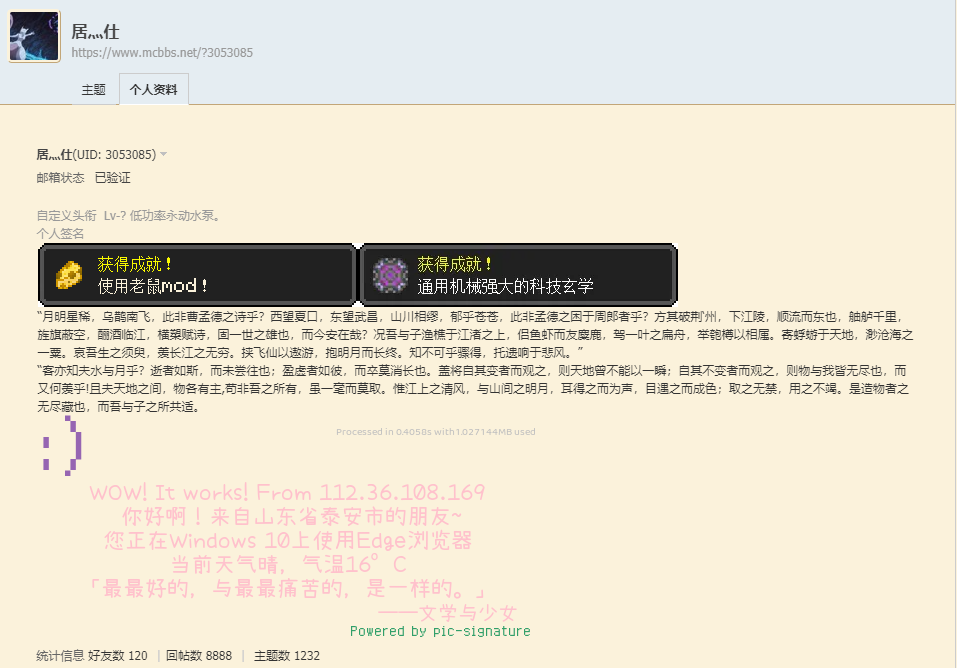 居灬仕
https://www.mcbbs.net/?3053085
主题 个人资料
居灬仕(UID: 3053085)
邮箱状态 已验证
自定义头衔 Lv-? 低功率永动水泵。
个人签名
获得成就！ 获得成就！
使用老鼠mod！ 通用机械强大的科技玄学
“月明星稀，乌鹊南飞，此非曹孟德之诗乎？西望夏口，东望武昌，山川相缪，郁乎苍苍，此非孟德之困于周郎者乎？方其破荆'州，下江陵，顺流而东也，舳舻千里，
旌旗蔽空，酾酒临江，横槊赋诗，固一世之雄也，而今安在哉？况吾与子渔樵于江渚之上，侣鱼虾而友麋鹿，驾一叶之扁舟，举匏樽以相属。寄蜉蝣于天地，渺沧海之
一粟。哀吾生之须臾，羡长江之无穷。挟飞仙以遨游，抱明月而长终。知不可乎骤得，托遗响于悲风。”
“客亦知夫水与月乎？逝者如斯，而未尝往也；盈虚者如彼，而卒莫消长也。盖将自其变者而观之，则天地曾不能以一瞬；自其不变者而观之，则物与我皆无尽也，而
又何羡乎!且夫天地之间，物各有主,苟非吾之所有，虽一毫而莫取。惟江上之清风，与山间之明月，耳得之而为声，目遇之而成色；取之无禁，用之不竭。是造物者之
无尽藏也，而吾与子之所共适。
:)
Processed in 0.4058s with1.027144MB used
WOW! It works! From 112.36.108.169
你好啊！来自山东省泰安市的朋友~
您正在Windows 10上使用Edge浏览器
当前天气晴，气温16°C
「最最好的，与最最痛苦的，是一样的。」
——文学与少女
Powered by pic-signature
统计信息 好友数 120 | 回帖数 8888 | 主题数 1232